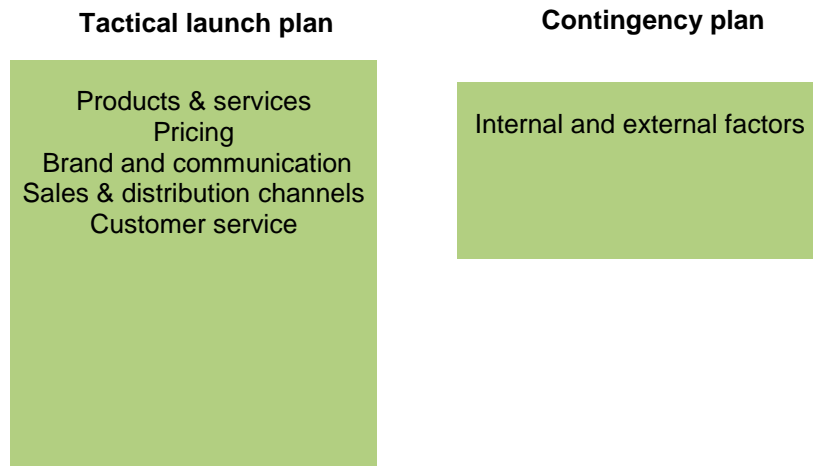 Tactical launch plan
Products & services
Pricing
Brand and communication
Sales & distribution channels
Customer service
Contingency plan
Internal and external factors